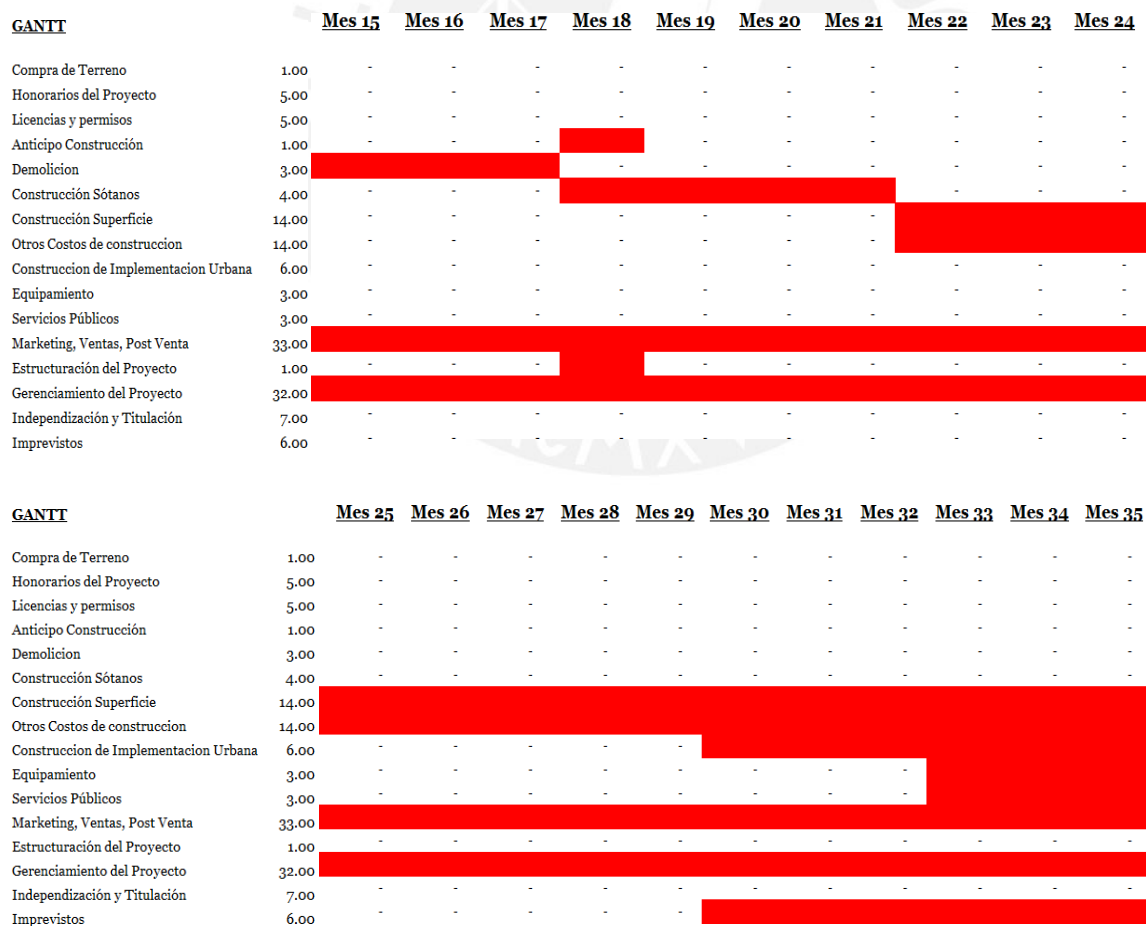 GANTT Mes 15 Mes 16 Mes 17 Mes 18 Mes 19 Mes 20 Mes 21 Mes 22 Mes 23 Mes 24
Compra de Terreno 1.00 - - - - - - - - - -
Honorarios del Proyecto 5.00 - - - - - - - - - -
Licencias y permisos 5.00 - - - - - - - - - -
Anticipo Construcción 1.00 - - - - - - - - -
Demolicion 3.00 - - - - - - -
Construcción Sótanos 4.00 - - - - - -
Construcción Superficie 14.00 - - - - - - -
Otros Costos de construccion 14.00 - - - - - - -
Construccion de Implementacion Urbana 6.00 - - - - - - - - - -
Equipamiento 3.00 - - - - - - - - - -
Servicios Públicos 3.00 - - - - - - - - - -
Marketing, Ventas, Post Venta 33.00
Estructuración del Proyecto 1.00 - - - - - - - - -
Gerenciamiento del Proyecto 32.00
Independización y Titulación 7.00 - - - - - - - - - -
Imprevistos 6.00 - - - - - - - - - -
GANTT Mes 25 Mes 26 Mes 27 Mes 28 Mes 29 Mes 30 Mes 31 Mes 32 Mes 33 Mes 34 Mes 35
Compra de Terreno 1.00 - - - - - - - - - - -
Honorarios del Proyecto 5.00 - - - - - - - - - - -
Licencias y permisos 5.00 - - - - - - - - - - -
Anticipo Construcción 1.00 - - - - - - - - - - -
Demolicion 3.00 - - - - - - - - - - -
Construcción Sótanos 4.00 - - - - - - - - - - -
Construcción Superficie 14.00
Otros Costos de construccion 14.00
Construccion de Implementacion Urbana 6.00 - - - - -
Equipamiento 3.00 - - - - - - - -
Servicios Públicos 3.00 - - - - - - - -
Marketing, Ventas, Post Venta 33.00
Estructuración del Proyecto 1.00 - - - - - - - - - - -
Gerenciamiento del Proyecto 32.00
Independización y Titulación 7.00 - - - - - - - - - - -
Imprevistos 6.00 - - - - -